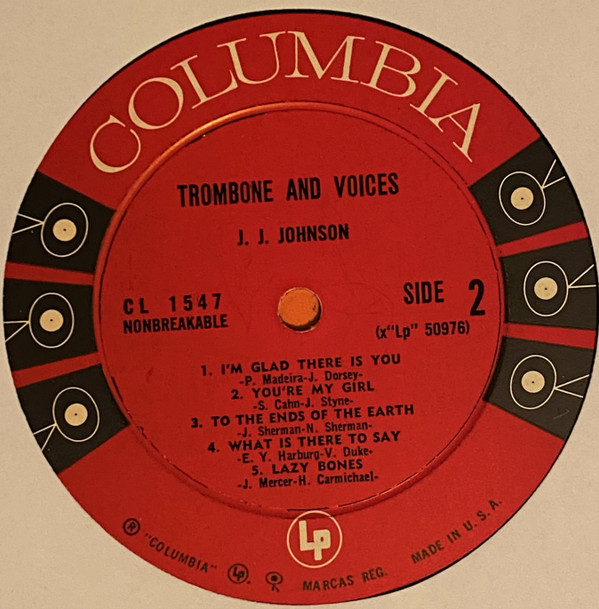 COLUMBIA
TROMBONE AND VOICES
J. J. JOHNSON
CL 1547
NONBREAKABLE
SIDE 2
(x"Lp" 50976)
1. I'M GLAD THERE IS YOU
-P. Madeira-J. Dorsey-
2. YOU'RE MY GIRL
-S. Cahn-J. Styne-
3. TO THE ENDS OF THE EARTH
-J. Sherman-N. Sherman-
4. WHAT IS THERE TO SAY
-E. Y. Harburg-V. Duke-
5. LAZY BONES
-J. Mercer-H. Carmichael-
Lp
® "COLUMBIA" Lp. MARCAS REG. MADE IN U. S. A.